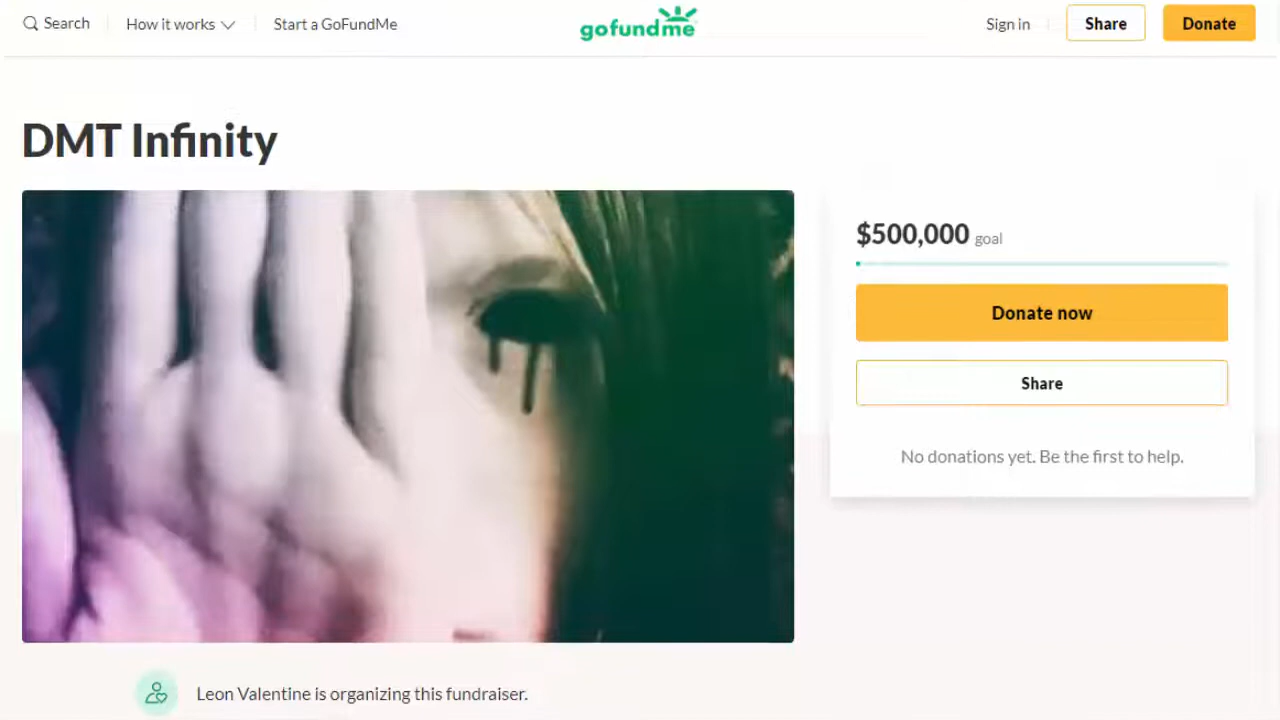 Search
How it works
Start a GoFundMe
gofundme
Sign in
Share
Donate
DMT Infinity
$500,000 goal
Donate now
Share
No donations yet. Be the first to help.
Leon Valentine is organizing this fundraiser.